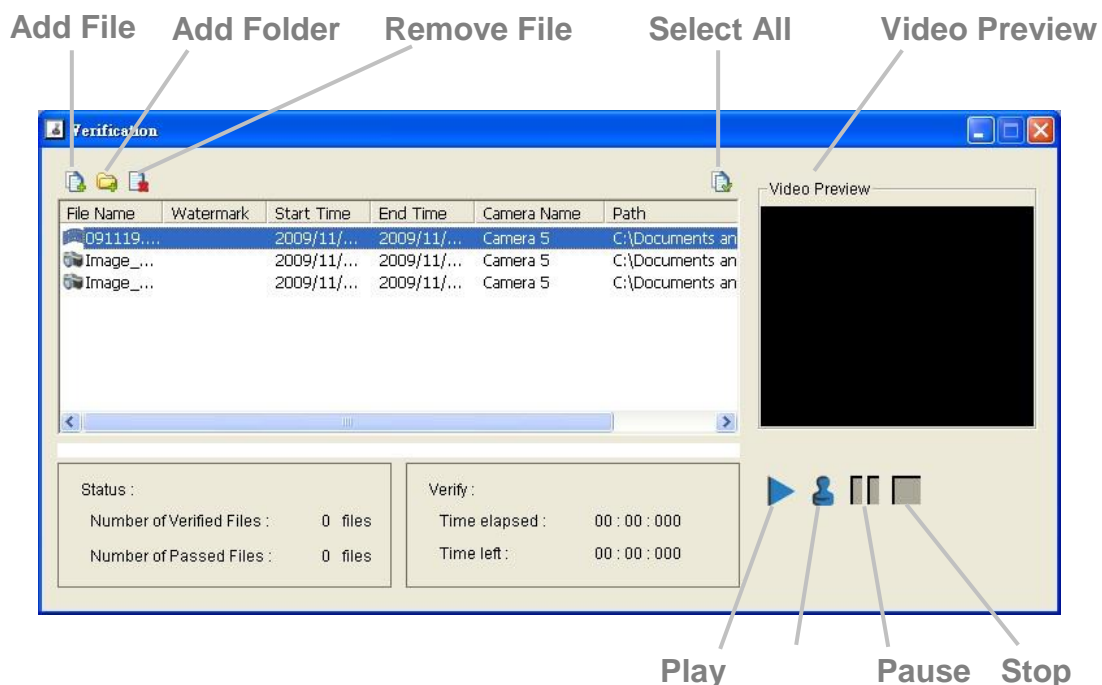 Add File Add Folder Remove File Select All Video Preview
Verification
Video Preview
File Name Watermark Start Time End Time Camera Name Path
091119.... 2009/11/... 2009/11/... Camera 5 C:\Documents an
Image_... 2009/11/... 2009/11/... Camera 5 C:\Documents an
Image_... 2009/11/... 2009/11/... Camera 5 C:\Documents an
Status :
Number of Verified Files : 0 files
Number of Passed Files : 0 files
Verify :
Time elapsed : 00 : 00 : 000
Time left : 00 : 00 : 000
Play Pause Stop